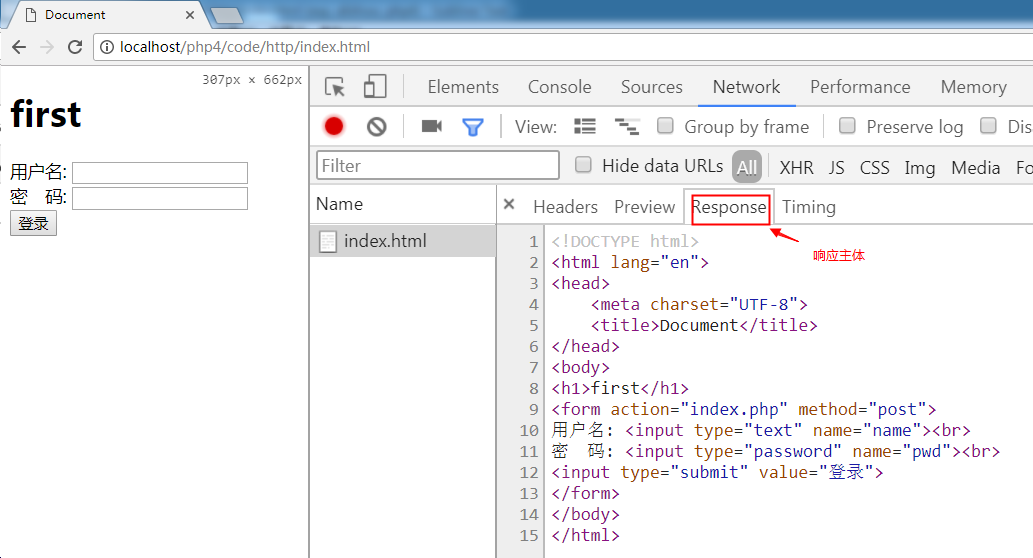 Document
localhost/php4/code/http/index.html
307px × 662px
first
用户名:
密 码:
登录
Elements Console Sources Network Performance Memory
View: Group by frame Preserve log Dis
Filter Hide data URLs All XHR JS CSS Img Media Fo
Name
index.html
Headers Preview Response Timing
响应主体
1 <!DOCTYPE html>
2 <html lang="en">
3 <head>
4 <meta charset="UTF-8">
5 <title>Document</title>
6 </head>
7 <body>
8 <h1>first</h1>
9 <form action="index.php" method="post">
10 用户名: <input type="text" name="name"><br>
11 密 码: <input type="password" name="pwd"><br>
12 <input type="submit" value="登录">
13 </form>
14 </body>
15 </html>